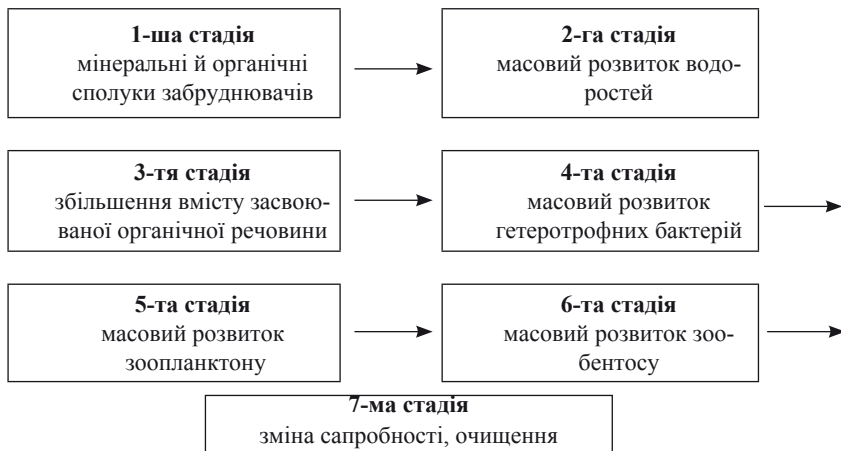 1-ша стадія
мінеральні й органічні
сполуки забруднювачів
2-га стадія
масовий розвиток водо-
ростей
3-тя стадія
збільшення вмісту засвою-
ваної органічної речовини
4-та стадія
масовий розвиток
гетеротрофних бактерій
5-та стадія
масовий розвиток
зоопланктону
6-та стадія
масовий розвиток зоо-
бентосу
7-ма стадія
зміна сапробності, очищення